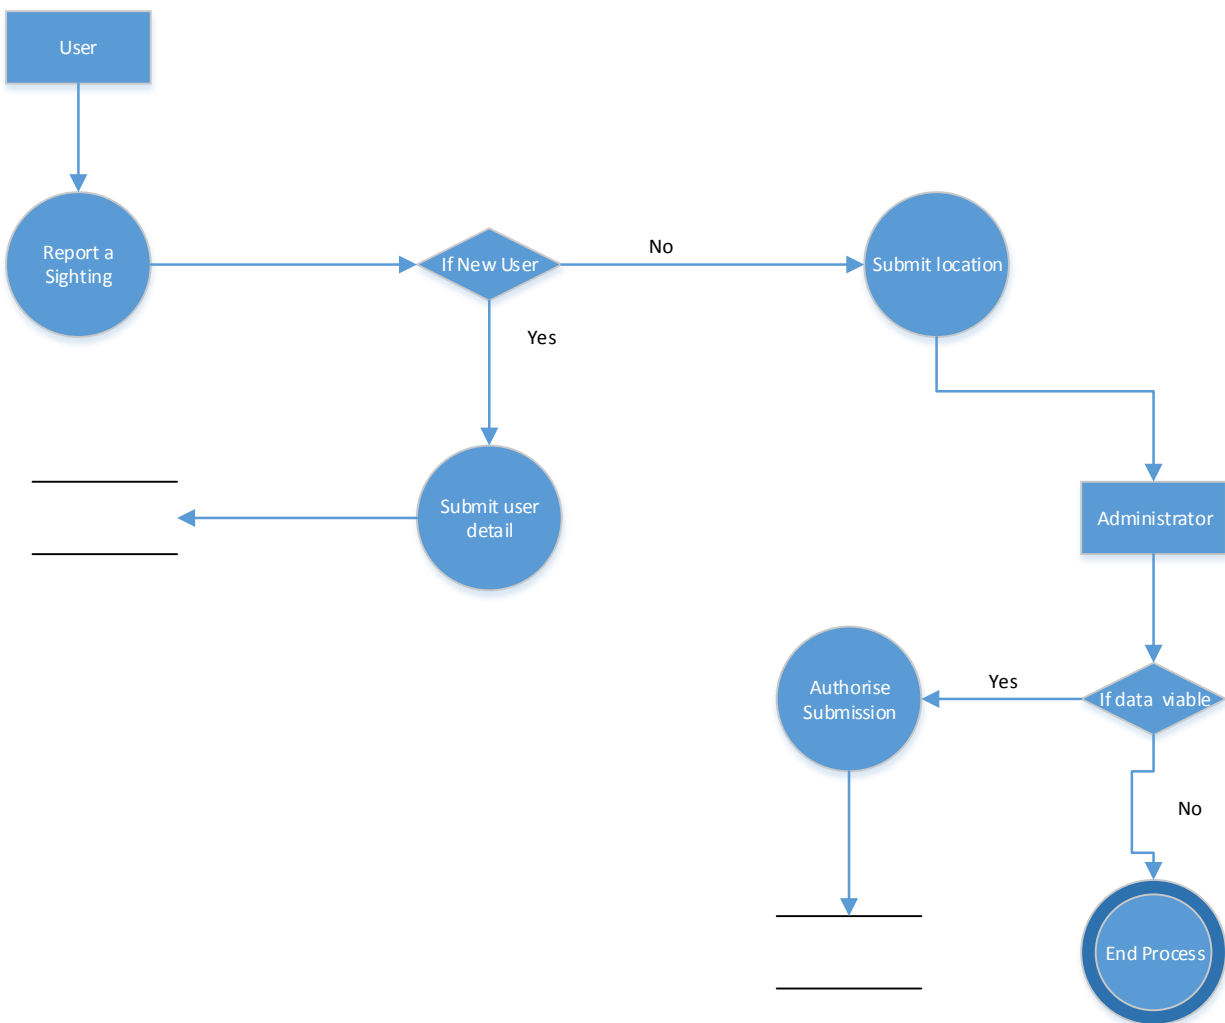 User
Report a
Sighting
If New User
No
Submit location
Yes
Submit user
detail
Administrator
Authorise
Submission
Yes
If data viable
No
End Process